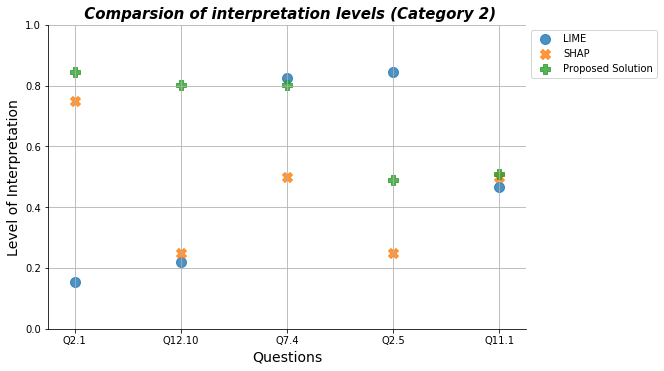 Comparsion of interpretation levels (Category 2)
1.0
0.8
0.6
0.4
0.2
0.0
Level of Interpretation
Q2.1 Q12.10 Q7.4 Q2.5 Q11.1
Questions
LIME
SHAP
Proposed Solution